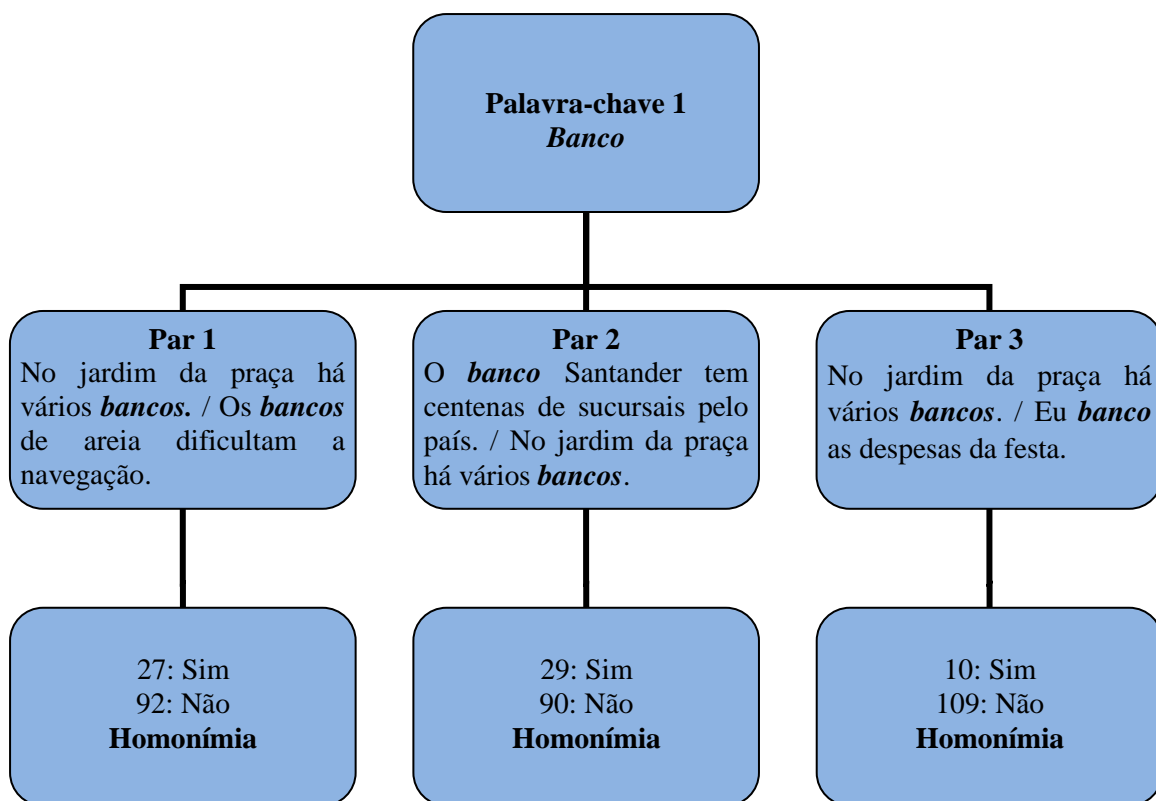 Palavra-chave 1
Banco
Par 1
No jardim da praça há
vários bancos. / Os bancos
de areia dificultam a
navegação.
Par 2
O banco Santander tem
centenas de sucursais pelo
país. / No jardim da praça
há vários bancos.
Par 3
No jardim da praça há
vários bancos. / Eu banco
as despesas da festa.
27: Sim
92: Não
Homonímia
29: Sim
90: Não
Homonímia
10: Sim
109: Não
Homonímia